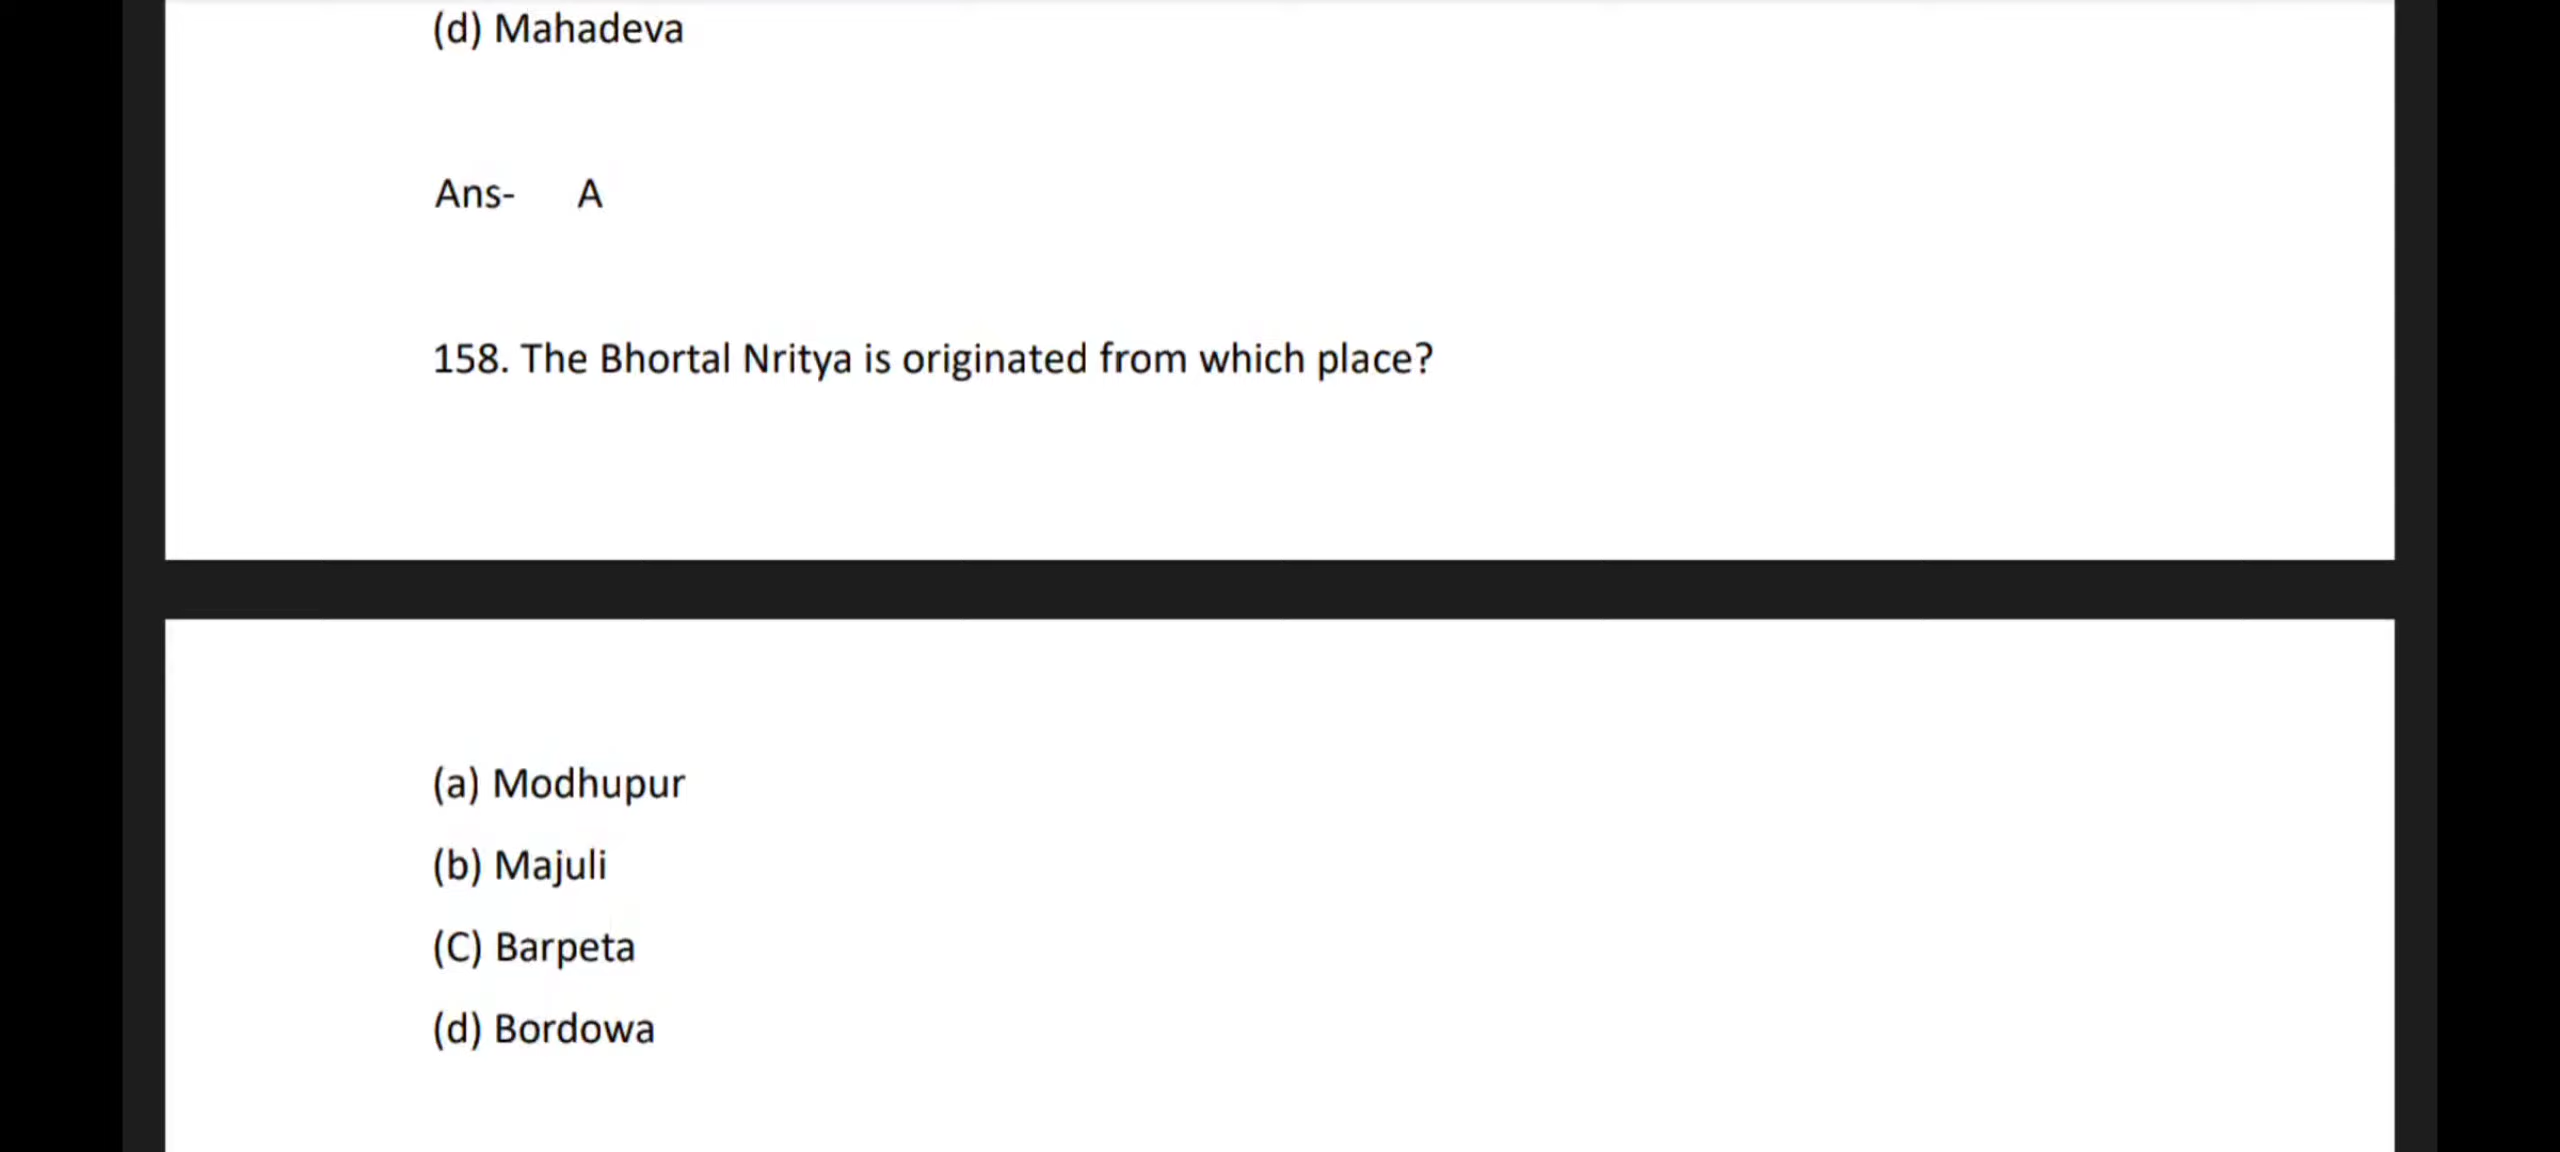 (d) Mahadeva
Ans- A
158. The Bhortal Nritya is originated from which place?
(a) Modhupur
(b) Majuli
(C) Barpeta
(d) Bordowa